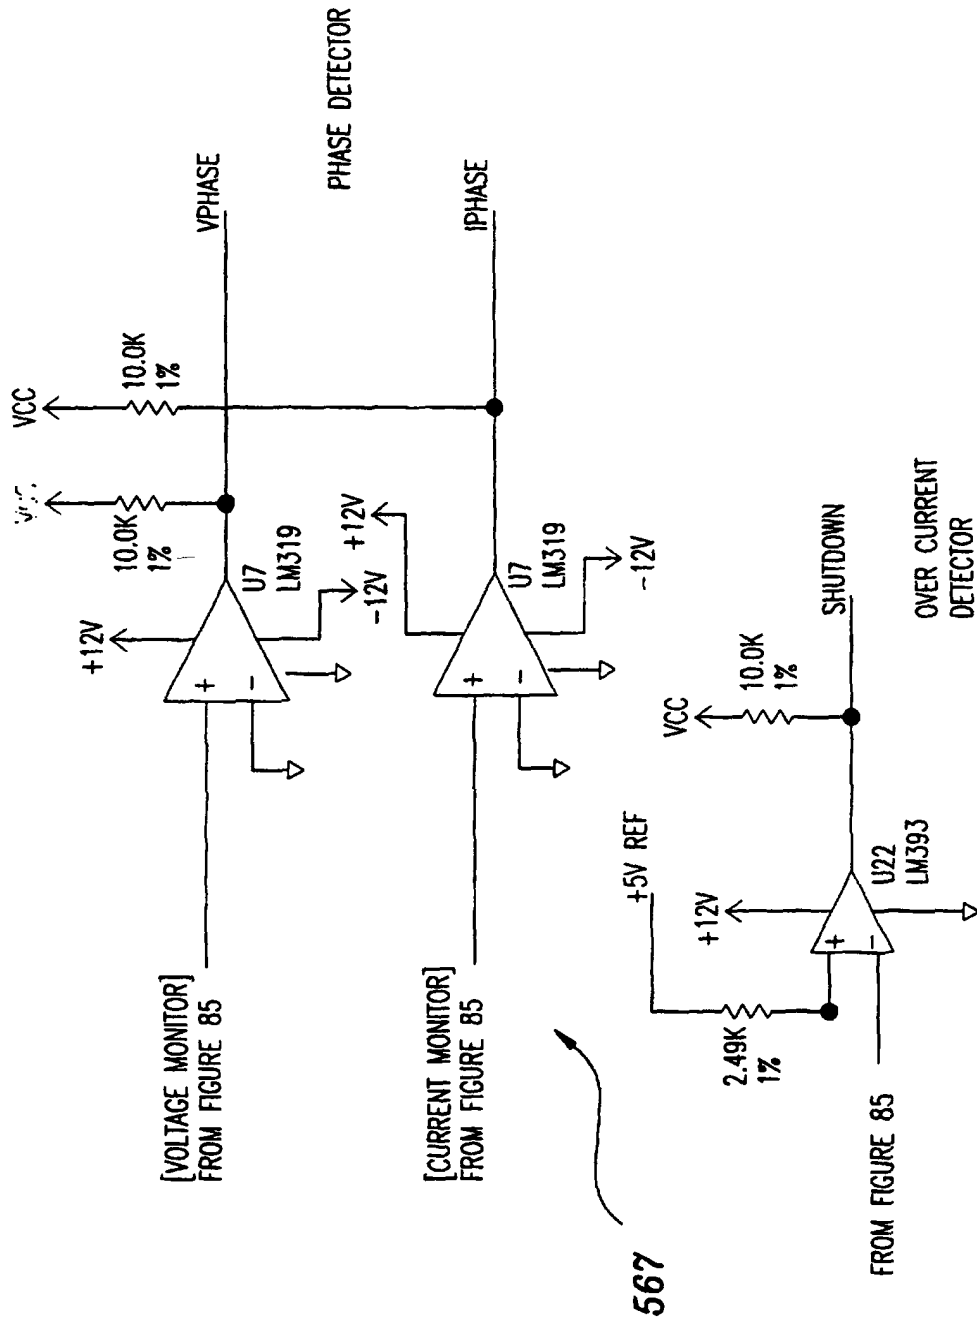 VCC
10.0K
1%
10.0K
1%
+12V
VPHASE
U7
LM319
-12V
+
-
[VOLTAGE MONITOR]
FROM FIGURE 85
PHASE DETECTOR
+12V
IPHASE
U7
LM319
-12V
+
-
[CURRENT MONITOR]
FROM FIGURE 85
567
+5V REF
VCC
10.0K
1%
+12V
2.49K
1%
SHUTDOWN
+
-
U22
LM393
FROM FIGURE 85
OVER CURRENT
DETECTOR